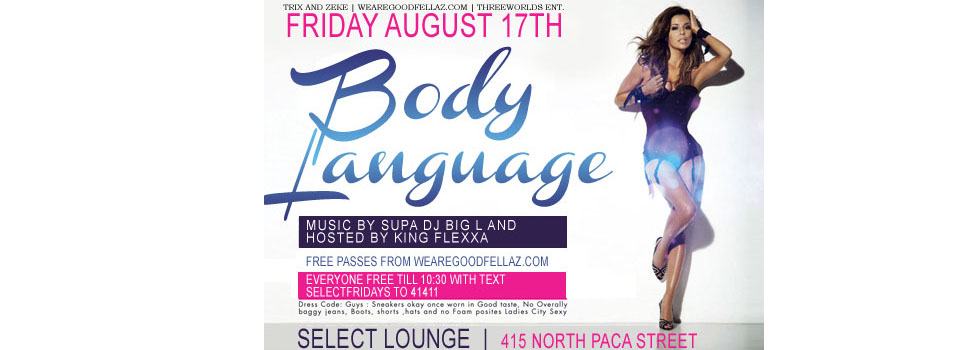 TRIX AND ZEKE | WEAREGOODFELLAZ.COM | THREEWORLDS ENT.
FRIDAY AUGUST 17TH
Body
Language
MUSIC BY SUPA DJ BIG L AND
HOSTED BY KING FLEXXA
FREE PASSES FROM WEAREGOODFELLAZ.COM
EVERYONE FREE TILL 10:30 WITH TEXT
SELECTFRIDAYS TO 41411
Dress Code: Guys : Sneakers okay once worn in Good taste, No Overally
baggy jeans, Boots, shorts ,hats and no Foam posites Ladies City Sexy
SELECT LOUNGE | 415 NORTH PACA STREET